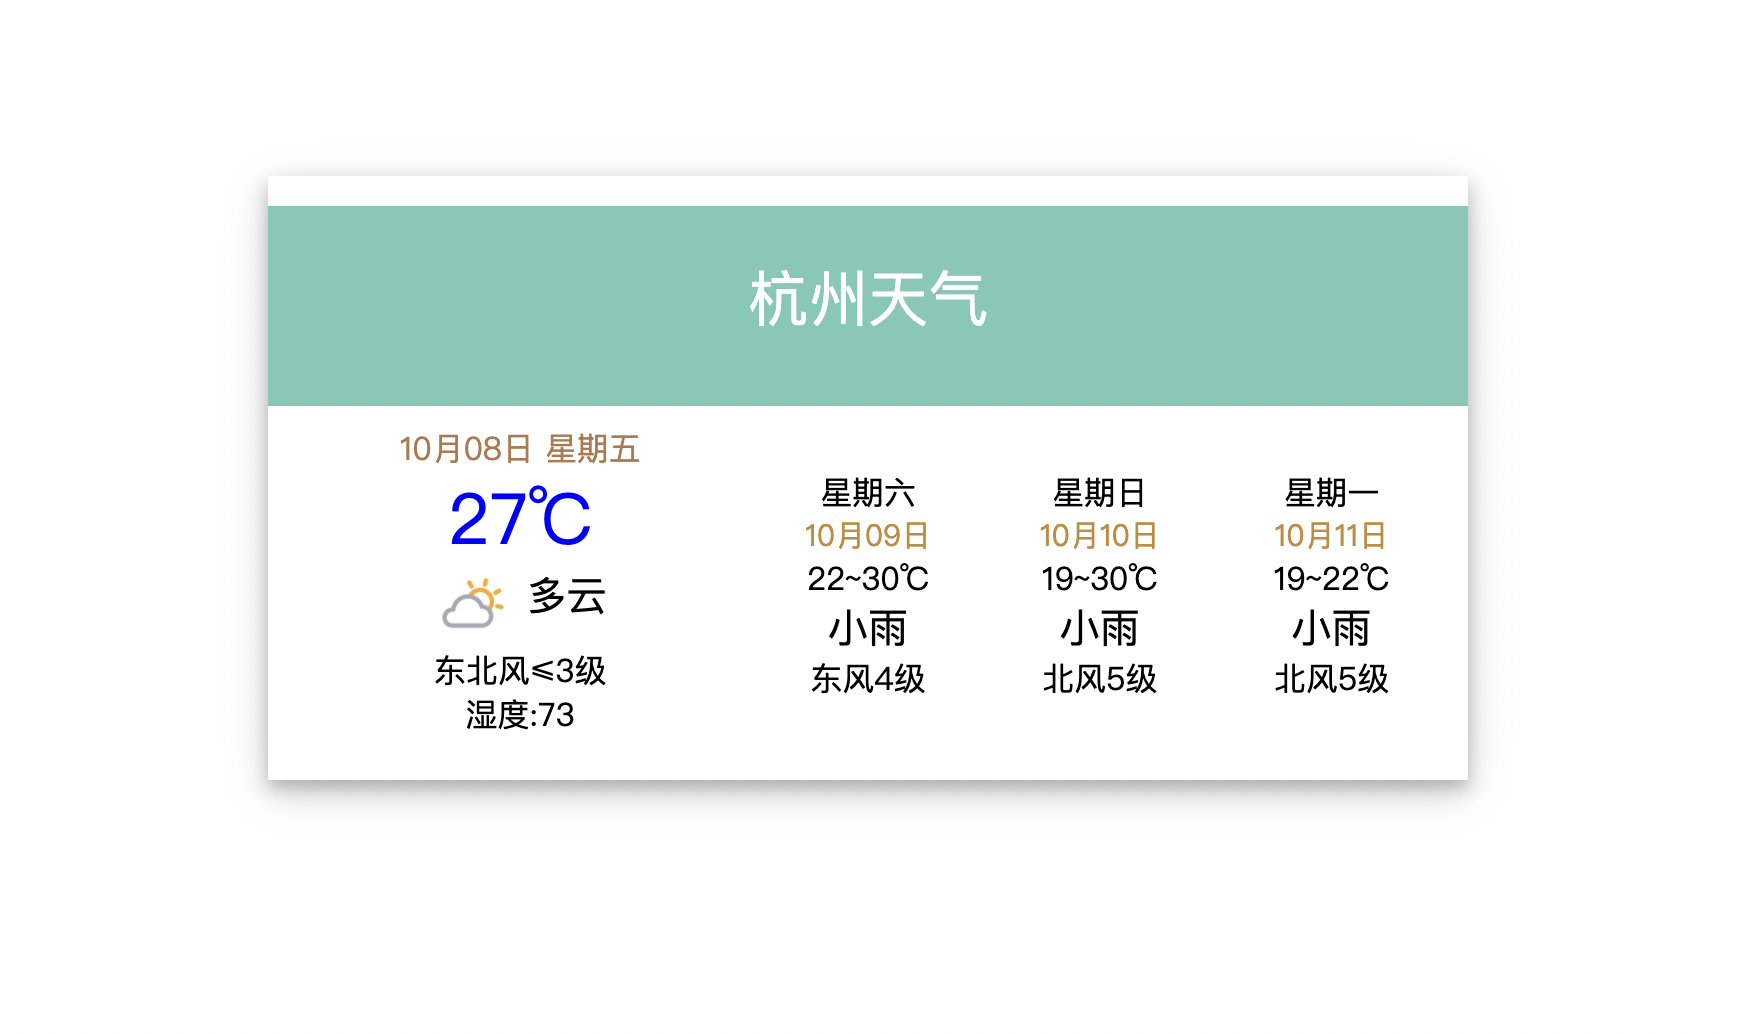 杭州天气
10月08日 星期五
27℃
多云
东北风≤3级
湿度:73
星期六
10月09日
22~30℃
小雨
东风4级
星期日
10月10日
19~30℃
小雨
北风5级
星期一
10月11日
19~22℃
小雨
北风5级